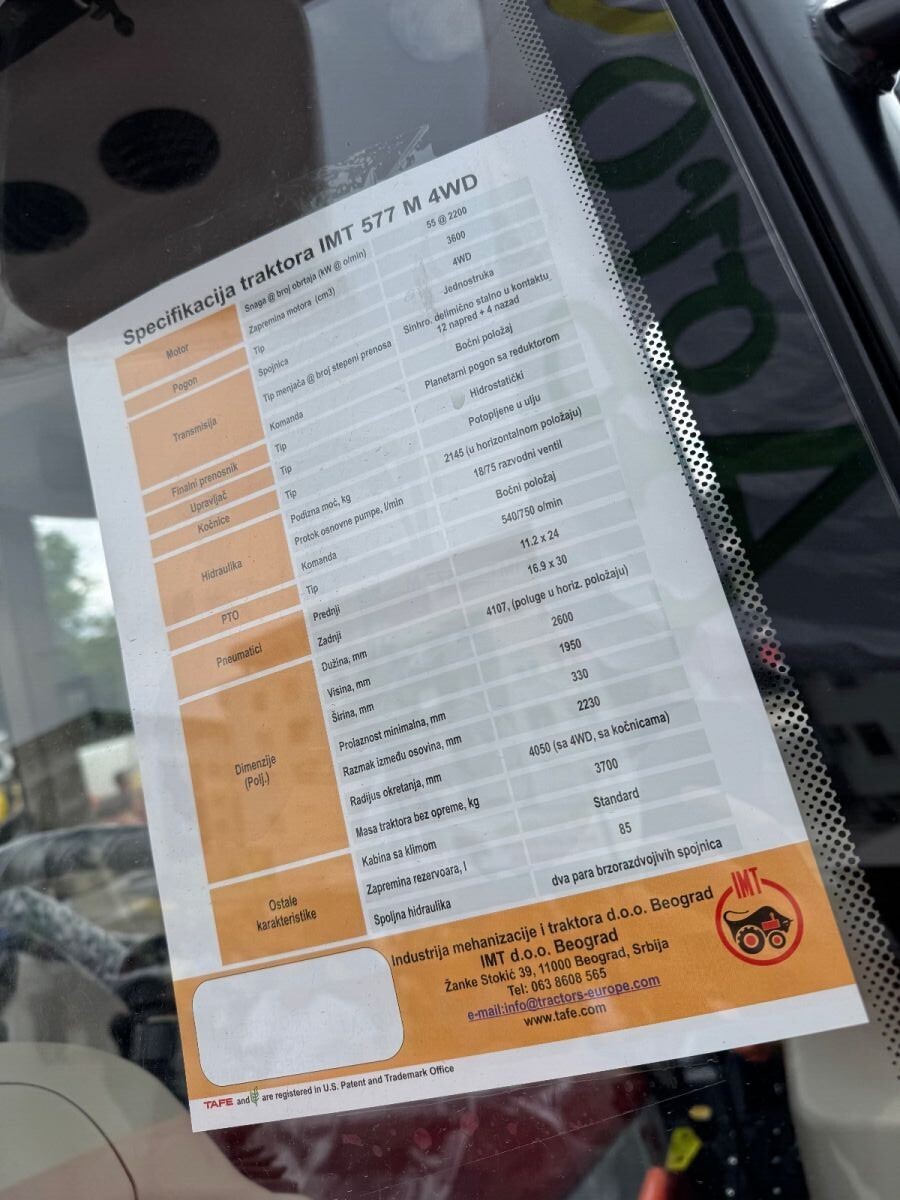 Specifikacija traktora IMT 577 M 4WD
Motor
Snaga @ broj obrtaja (kW @ o/min) 55 @ 2200
Zapremina motora (cm3) 3600
Pogon
Tip 4WD
Transmisija
Spojnica Jednostruka
Tip menjača @ broj stepeni prenosa Sinhro. delimično stalno u kontaktu
12 napred + 4 nazad
Komanda Bočni položaj
Finalni prenosnik
Tip Planetarni pogon sa reduktorom
Upravljač
Tip Hidrostatički
Kočnice
Tip Potopljene u ulju
Hidraulika
Podizna moć, kg 2145 (u horizontalnom položaju)
Protok osnovne pumpe, l/min 18/75 razvodni ventil
Komanda Bočni položaj
PTO
Tip 540/750 o/min
Pneumatici
Prednji 11.2 x 24
Zadnji 16.9 x 30
Dimenzije
(Polj.)
Dužina, mm 4107, (poluge u horiz. položaju)
Visina, mm 2600
Širina, mm 1950
Prolaznost minimalna, mm 330
Razmak između osovina, mm 2230
Radijus okretanja, mm 4050 (sa 4WD, sa kočnicama)
Masa traktora bez opreme, kg 3700
Ostale
karakteristike
Kabina sa klimom Standard
Zapremina rezervoara, l 85
Spoljna hidraulika dva para brzorazdvojivih spojnica
IMT
Industrija mehanizacije i traktora d.o.o. Beograd
IMT d.o.o. Beograd
Žanke Stokić 39, 11000 Beograd, Srbija
Tel: 063 8608 565
e-mail:info@tractors-europe.com
www.tafe.com
TAFE and are registered in U.S. Patent and Trademark Office